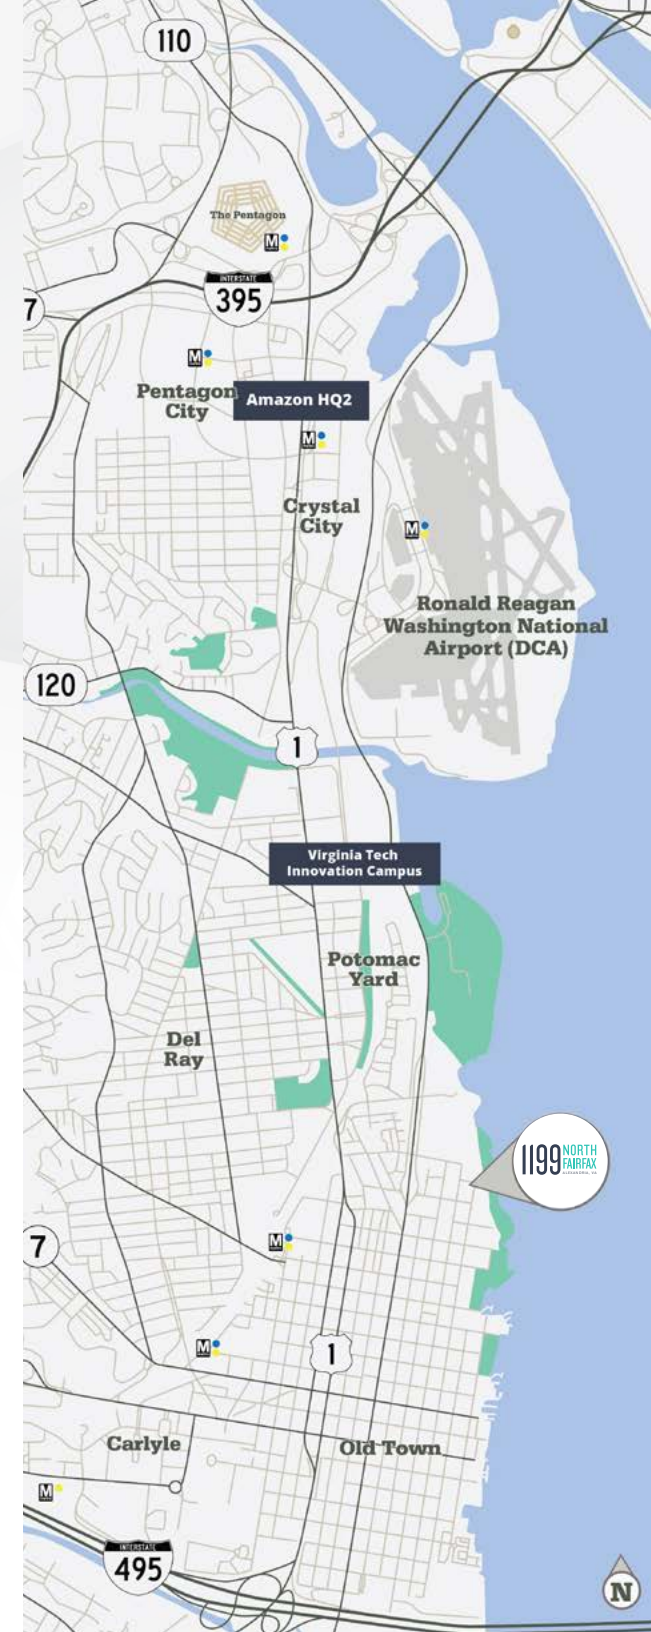 110
The Pentagon
M
INTERSTATE
395
7
M
Pentagon
City
Amazon HQ2
M
Crystal
City
M
Ronald Reagan
Washington National
Airport (DCA)
120
1
Virginia Tech
Innovation Campus
Potomac
Yard
Del
Ray
1199 NORTH
FAIRFAX
M
7
M
1
Carlyle
Old Town
M
INTERSTATE
495
N